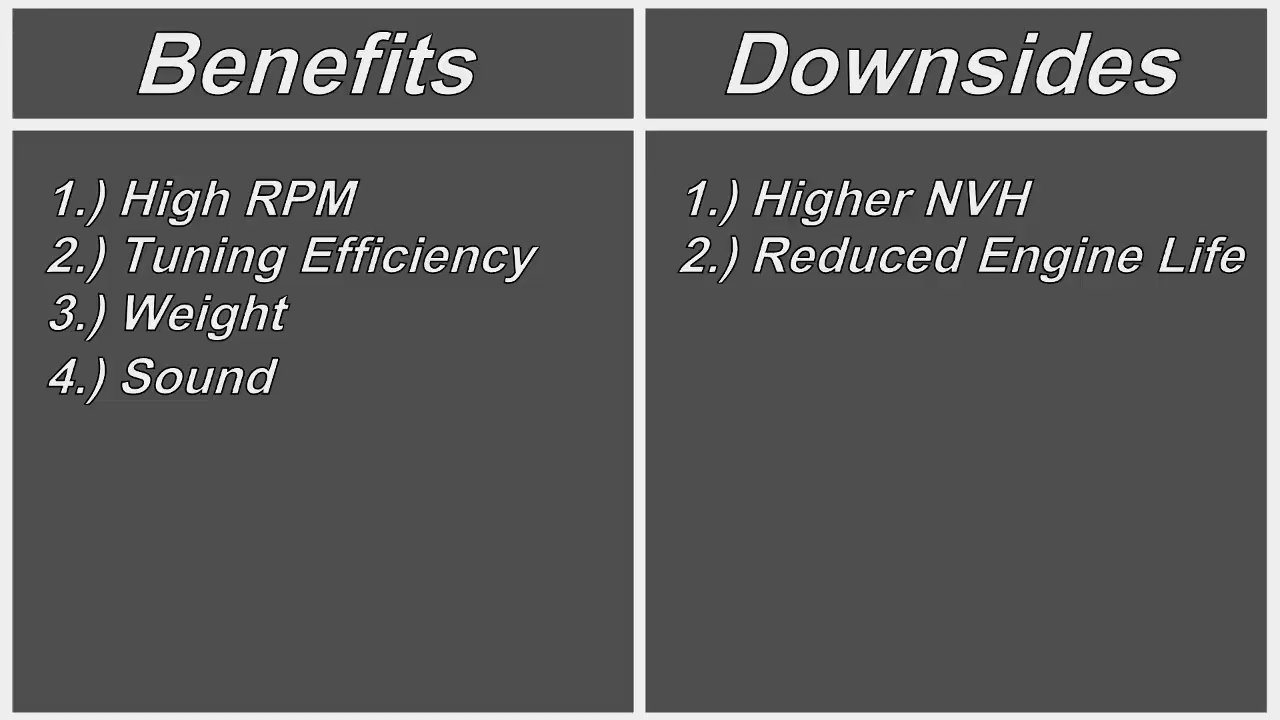 Benefits
1.) High RPM
2.) Tuning Efficiency
3.) Weight
4.) Sound
Downsides
1.) Higher NVH
2.) Reduced Engine Life